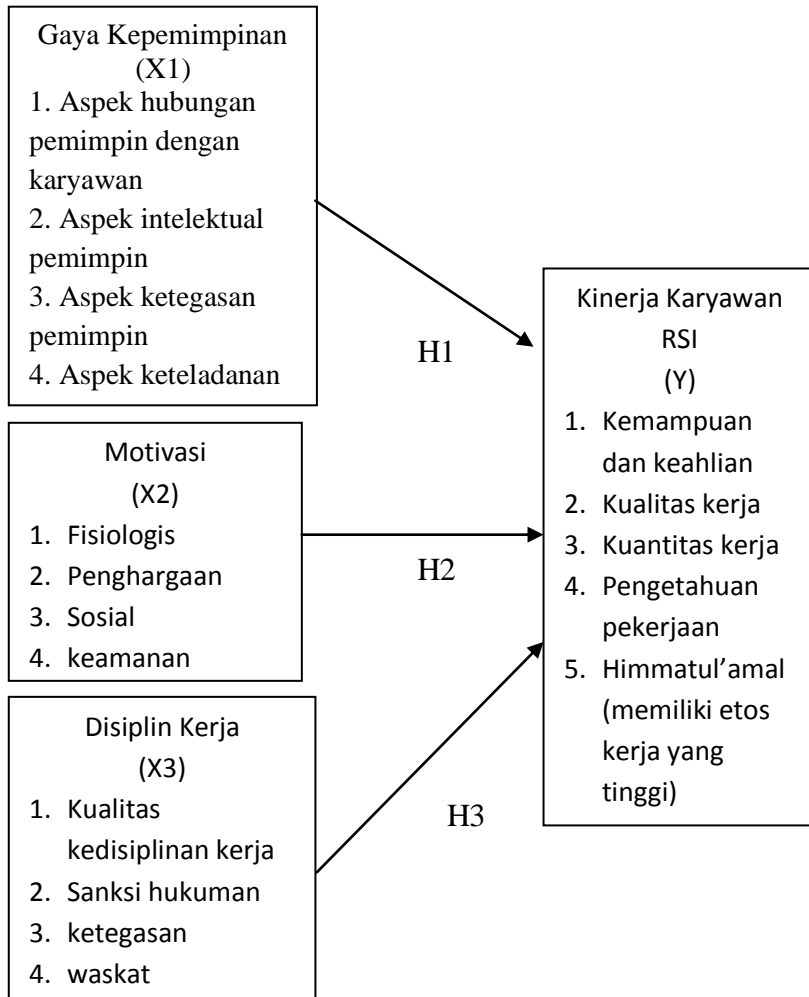 Gaya Kepemimpinan
(X1)
1. Aspek hubungan
pemimpin dengan
karyawan
2. Aspek intelektual
pemimpin
3. Aspek ketegasan
pemimpin
4. Aspek keteladanan
H1
Motivasi
(X2)
1. Fisiologis
2. Penghargaan
3. Sosial
4. keamanan
H2
Disiplin Kerja
(X3)
1. Kualitas
kedisiplinan kerja
2. Sanksi hukuman
3. ketegasan
4. waskat
H3
Kinerja Karyawan
RSI
(Y)
1. Kemampuan
dan keahlian
2. Kualitas kerja
3. Kuantitas kerja
4. Pengetahuan
pekerjaan
5. Himmatul’amal
(memiliki etos
kerja yang
tinggi)